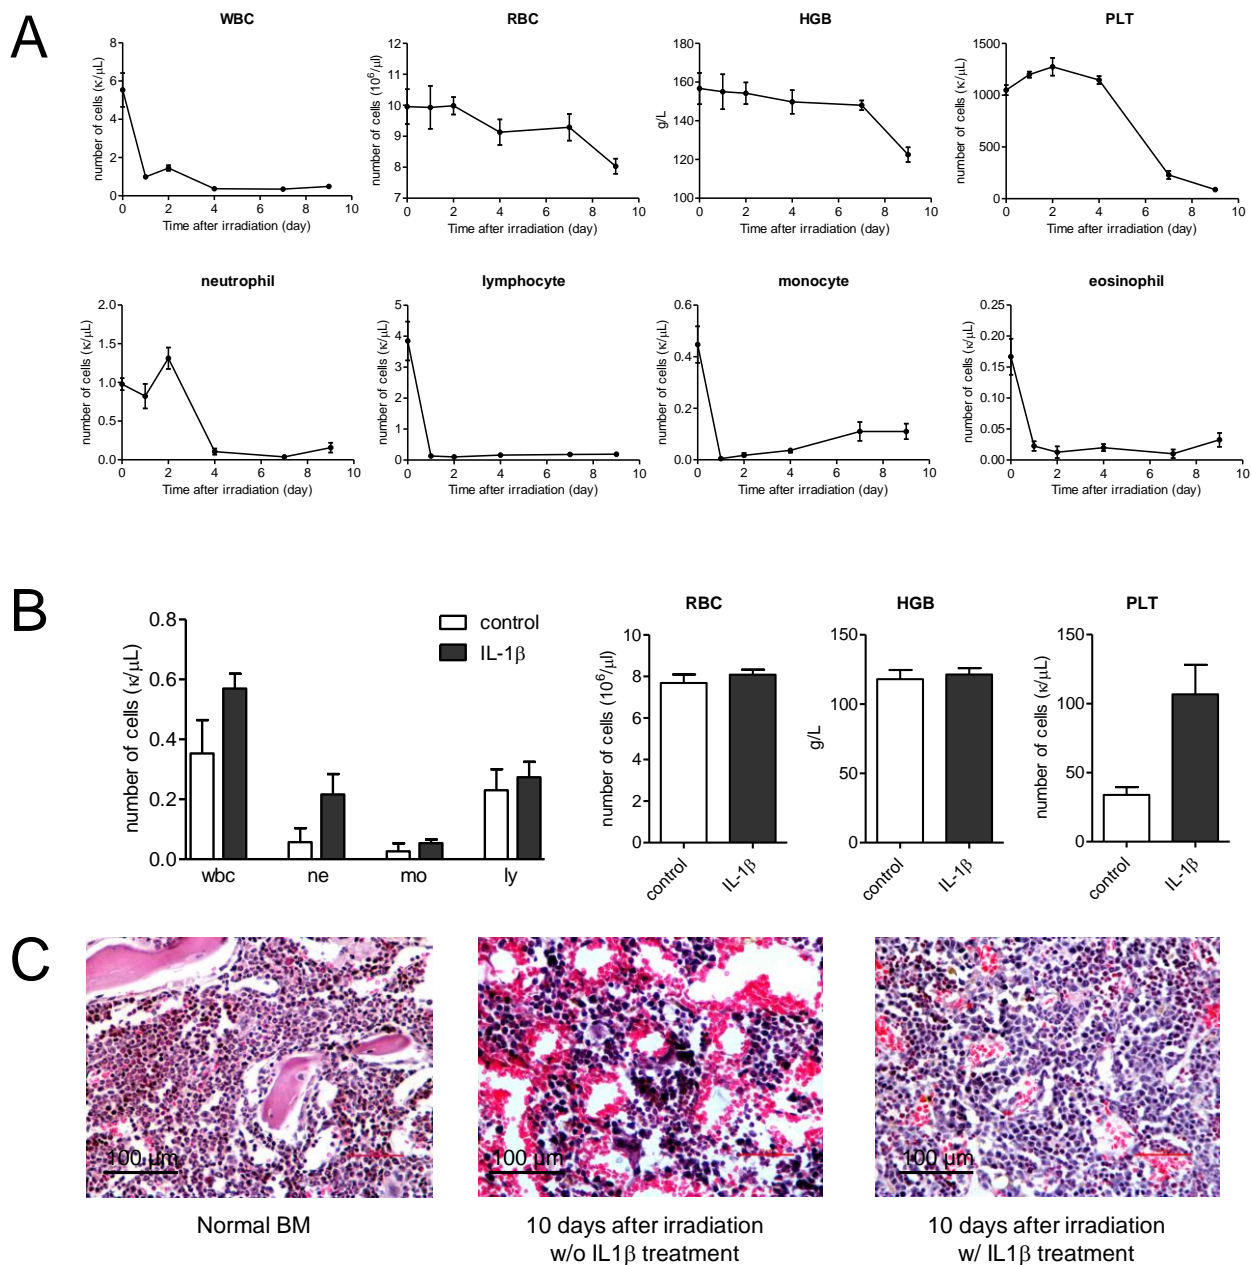 A
WBC
RBC
HGB
PLT
number of cells (κ/μL)
8
6
4
2
0
0 2 4 6 8 10
Time after irradiation (day)
number of cells (10⁶/μl)
12
11
10
9
8
7
0 2 4 6 8 10
Time after irradiation (day)
g/L
180
160
140
120
100
0 2 4 6 8 10
Time after irradiation (day)
number of cells (κ/μL)
1500
1000
500
0
0 2 4 6 8 10
Time after irradiation (day)
neutrophil
lymphocyte
monocyte
eosinophil
number of cells (κ/μL)
2.0
1.5
1.0
0.5
0.0
0 2 4 6 8 10
Time after irradiation (day)
number of cells (κ/μL)
5
4
3
2
1
0
0 2 4 6 8 10
Time after irradiation (day)
number of cells (κ/μL)
0.6
0.4
0.2
0.0
0 2 4 6 8 10
Time after irradiation (day)
number of cells (κ/μL)
0.25
0.20
0.15
0.10
0.05
0.00
0 2 4 6 8 10
Time after irradiation (day)
B
number of cells (κ/μL)
0.8
0.6
0.4
0.2
0.0
wbc ne mo ly
control
IL-1β
RBC
number of cells (10⁶/μl)
10
8
6
4
2
0
control IL-1β
HGB
g/L
150
100
50
0
control IL-1β
PLT
number of cells (κ/μL)
150
100
50
0
control IL-1β
C
100 μm
100 μm
100 μm
Normal BM
10 days after irradiation
w/o IL1β treatment
10 days after irradiation
w/ IL1β treatment